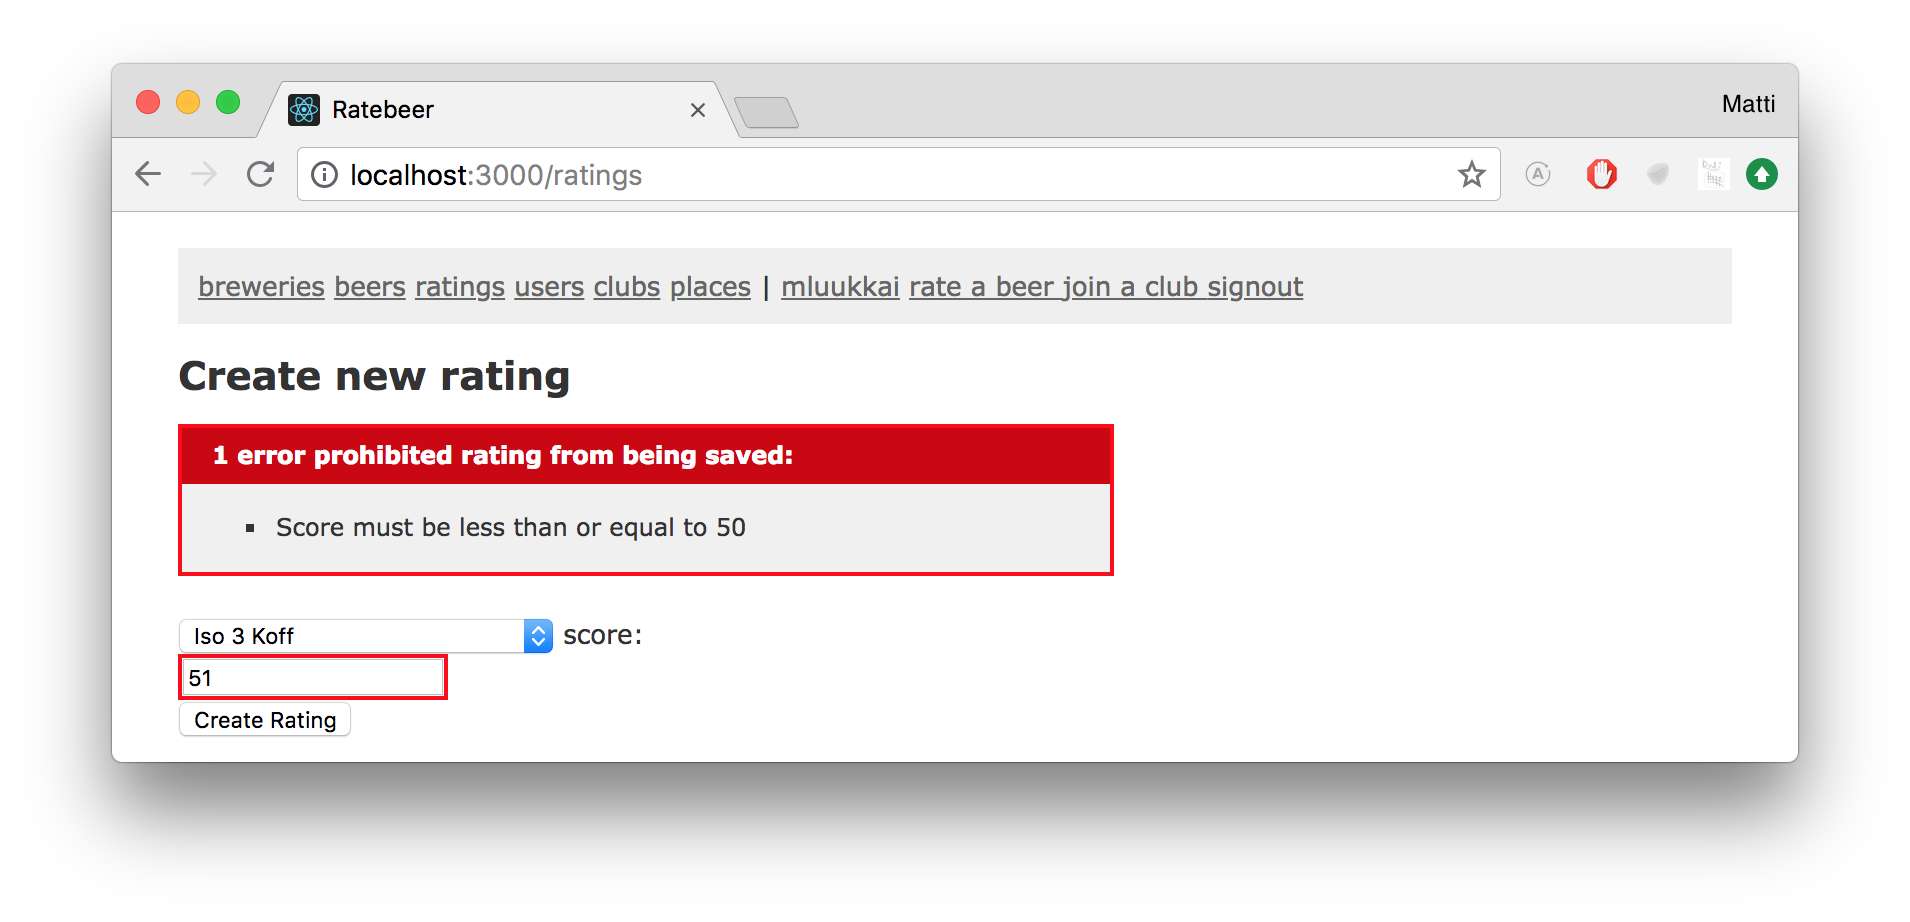 Ratebeer
Matti
localhost:3000/ratings
breweries beers ratings users clubs places | mluukkai rate a beer join a club signout
Create new rating
1 error prohibited rating from being saved:
Score must be less than or equal to 50
Iso 3 Koff score:
51
Create Rating